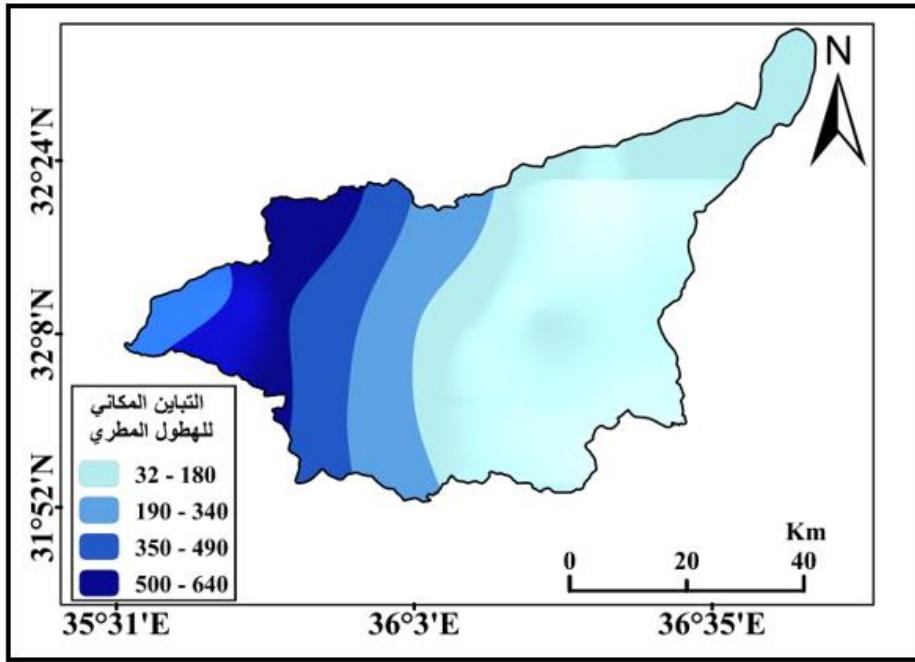 N
32°24'N
32°8'N
31°52'N
التباين المكاني
للهطول المطري
32 - 180
190 - 340
350 - 490
500 - 640
Km
0 20 40
35°31'E 36°3'E 36°35'E